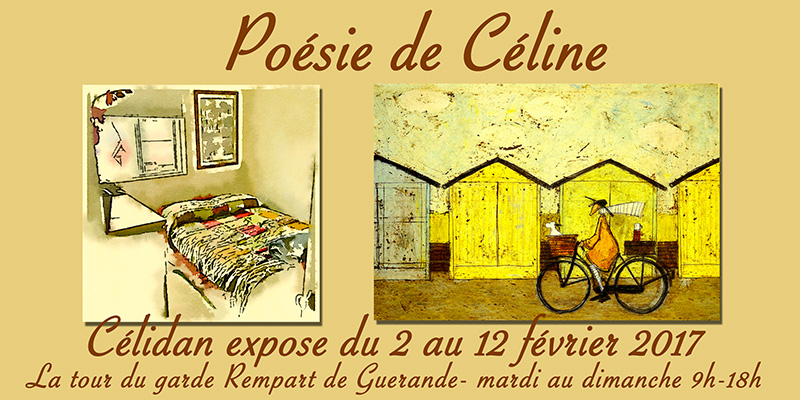 Poésie de Céline
Célidan expose du 2 au 12 février 2017
La tour du garde Rempart de Guerande- mardi au dimanche 9h-18h